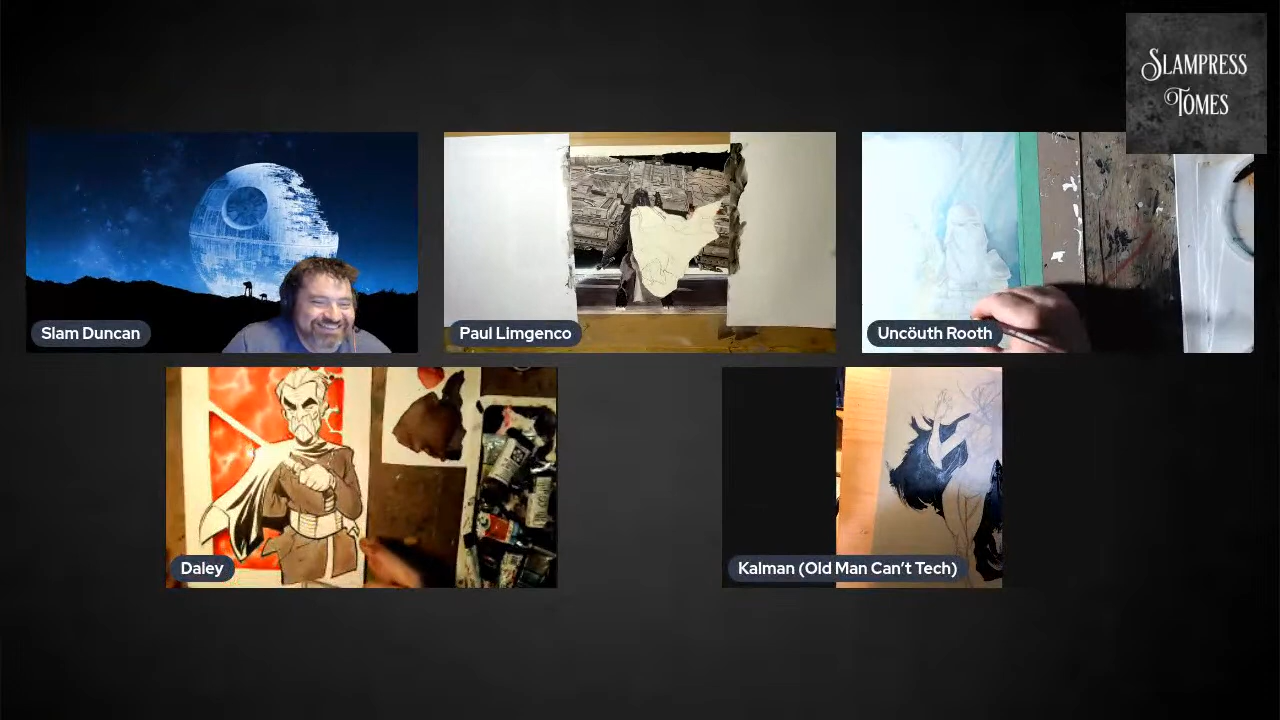 SLAMPRESS
TOMES
Slam Duncan
Paul Limgenco
Uncöuth Rooth
Daley
Kalman (Old Man Can't Tech)